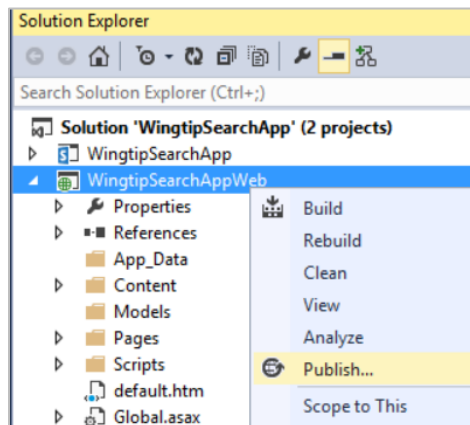 Solution Explorer
Search Solution Explorer (Ctrl+;)
Solution 'WingtipSearchApp' (2 projects)
WingtipSearchApp
WingtipSearchAppWeb
Properties
References
App_Data
Content
Models
Pages
Scripts
default.htm
Global.asax
Build
Rebuild
Clean
View
Analyze
Publish...
Scope to This